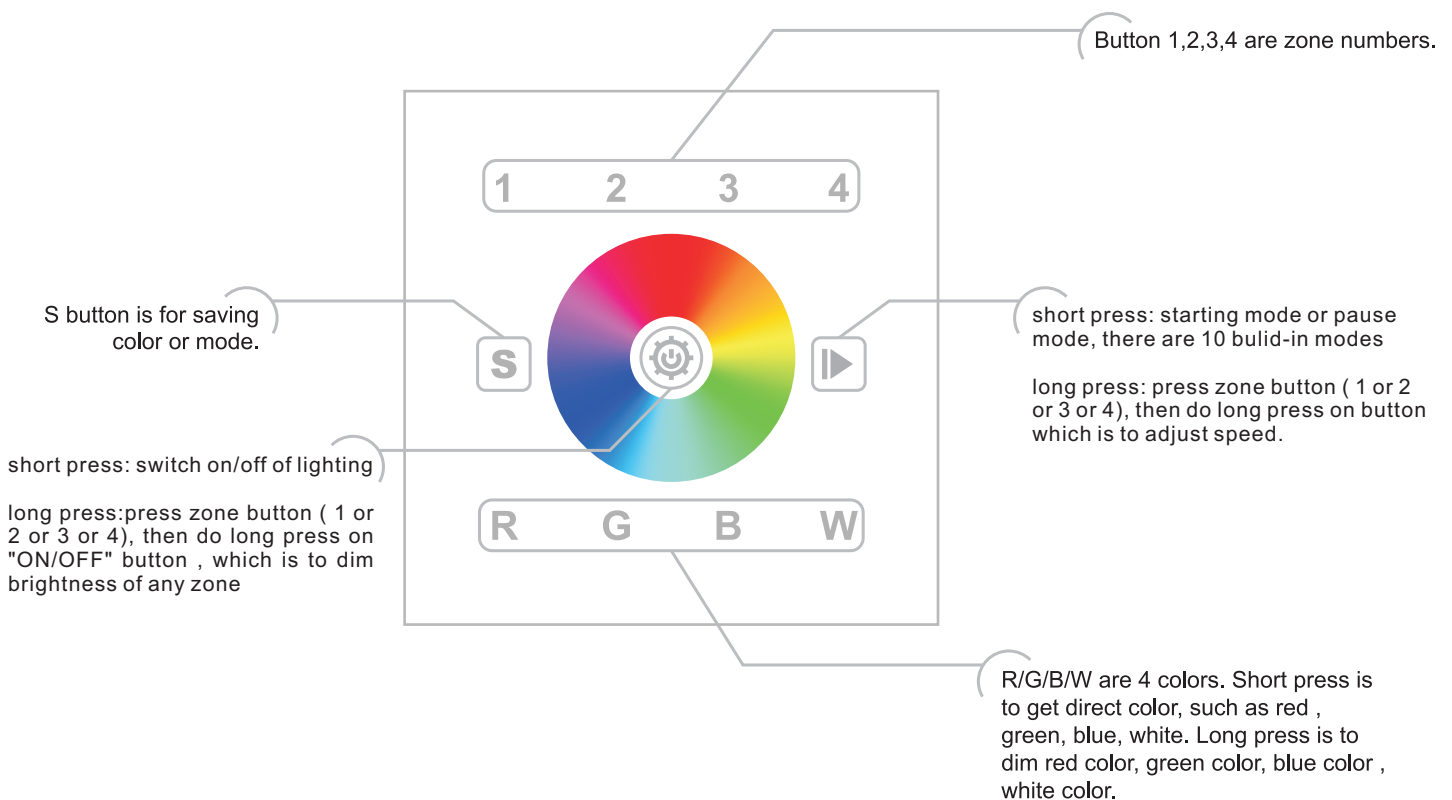 Button 1,2,3,4 are zone numbers.
1 2 3 4
S button is for saving
color or mode.
S
short press: starting mode or pause
mode, there are 10 bulid-in modes
long press: press zone button ( 1 or 2
or 3 or 4), then do long press on button
which is to adjust speed.
short press: switch on/off of lighting
long press:press zone button ( 1 or
2 or 3 or 4), then do long press on
"ON/OFF" button , which is to dim
brightness of any zone
R G B W
R/G/B/W are 4 colors. Short press is
to get direct color, such as red ,
green, blue, white. Long press is to
dim red color, green color, blue color ,
white color.